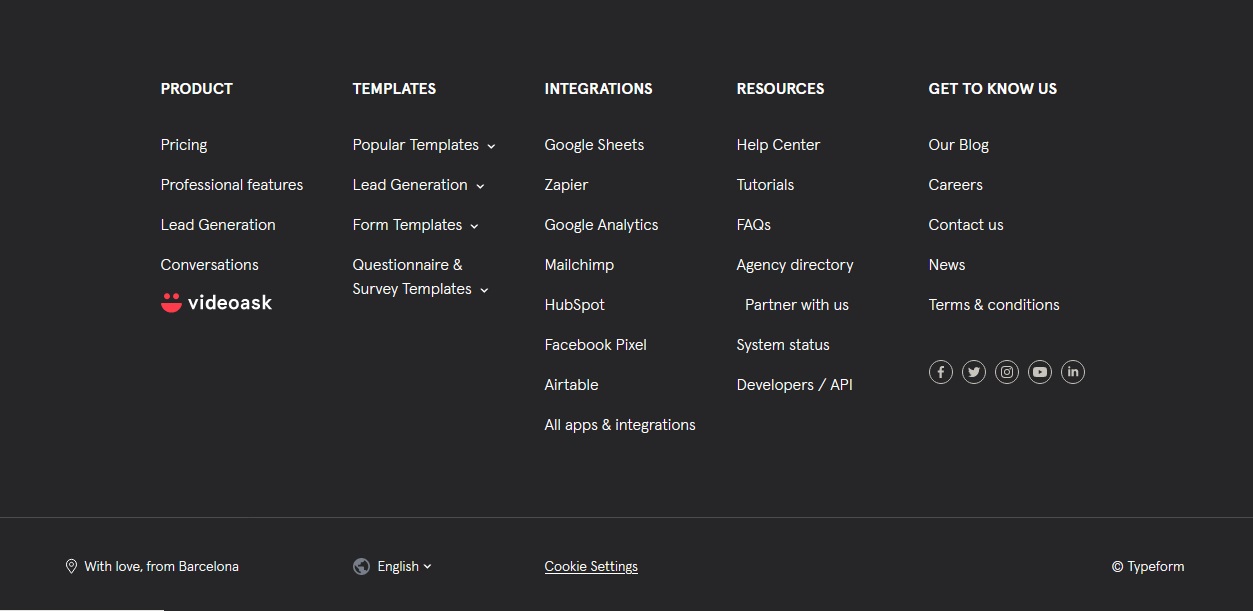 PRODUCT
Pricing
Professional features
Lead Generation
Conversations
videoask
TEMPLATES
Popular Templates
Lead Generation
Form Templates
Questionnaire &
Survey Templates
INTEGRATIONS
Google Sheets
Zapier
Google Analytics
Mailchimp
HubSpot
Facebook Pixel
Airtable
All apps & integrations
RESOURCES
Help Center
Tutorials
FAQs
Agency directory
Partner with us
System status
Developers / API
GET TO KNOW US
Our Blog
Careers
Contact us
News
Terms & conditions
With love, from Barcelona
English
Cookie Settings
© Typeform